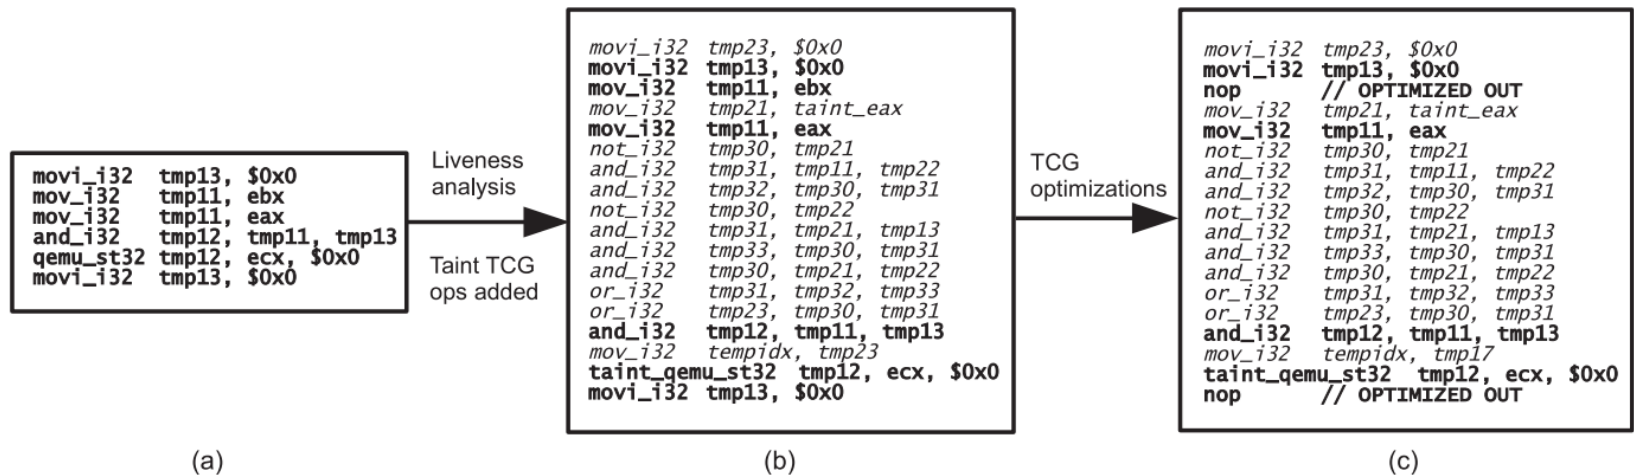 movi_i32 tmp13, $0x0
mov_i32 tmp11, ebx
mov_i32 tmp11, eax
and_i32 tmp12, tmp11, tmp13
qemu_st32 tmp12, ecx, $0x0
movi_i32 tmp13, $0x0
(a)
Liveness
analysis
Taint TCG
ops added
movi_i32 tmp23, $0x0
movi_i32 tmp13, $0x0
mov_i32 tmp11, ebx
mov_i32 tmp21, taint_eax
mov_i32 tmp11, eax
not_i32 tmp30, tmp21
and_i32 tmp31, tmp11, tmp22
and_i32 tmp32, tmp30, tmp31
not_i32 tmp30, tmp22
and_i32 tmp31, tmp21, tmp13
and_i32 tmp33, tmp30, tmp31
and_i32 tmp30, tmp21, tmp22
or_i32 tmp31, tmp32, tmp33
or_i32 tmp23, tmp30, tmp31
and_i32 tmp12, tmp11, tmp13
mov_i32 tempidx, tmp23
taint_qemu_st32 tmp12, ecx, $0x0
movi_i32 tmp13, $0x0
(b)
TCG
optimizations
movi_i32 tmp23, $0x0
movi_i32 tmp13, $0x0
nop // OPTIMIZED OUT
mov_i32 tmp21, taint_eax
mov_i32 tmp11, eax
not_i32 tmp30, tmp21
and_i32 tmp31, tmp11, tmp22
and_i32 tmp32, tmp30, tmp31
not_i32 tmp30, tmp22
and_i32 tmp31, tmp21, tmp13
and_i32 tmp33, tmp30, tmp31
and_i32 tmp30, tmp21, tmp22
or_i32 tmp31, tmp32, tmp33
or_i32 tmp23, tmp30, tmp31
and_i32 tmp12, tmp11, tmp13
mov_i32 tempidx, tmp17
taint_qemu_st32 tmp12, ecx, $0x0
nop // OPTIMIZED OUT
(c)